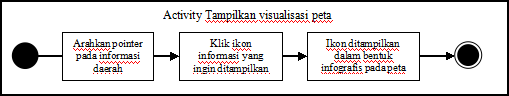 Activity Tampilkan visualisasi peta
Arahkan pointer
pada informasi
daerah
Klik ikon
informasi yang
ingin ditampilkan
Ikon ditampilkan
dalam bentuk
infografis pada peta